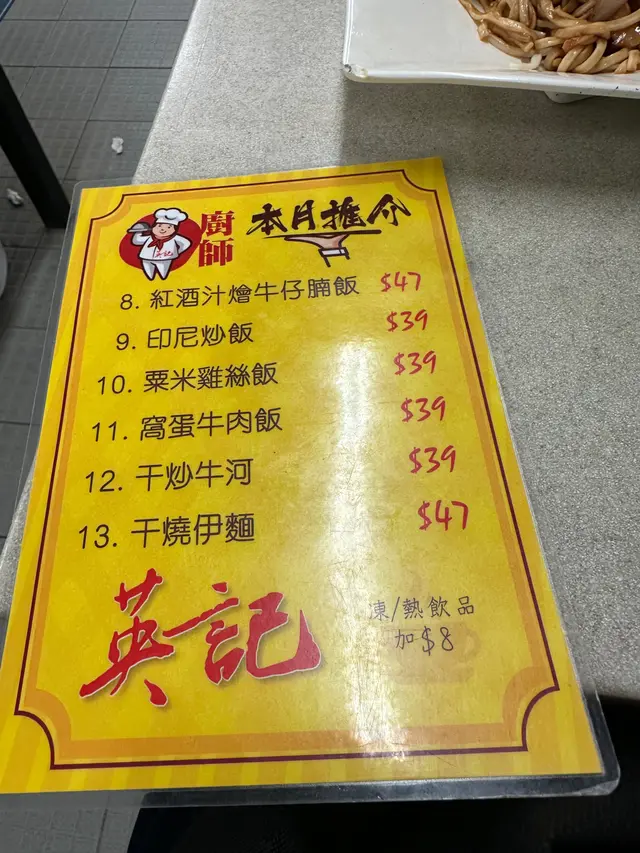 廚師 本月推介
英記
8. 紅酒汁燴牛仔腩飯 $47
9. 印尼炒飯 $39
10. 粟米雞絲飯 $39
11. 窩蛋牛肉飯 $39
12. 干炒牛河 $39
13. 干燒伊麵 $47
英記
凍/熱飲品
加$8